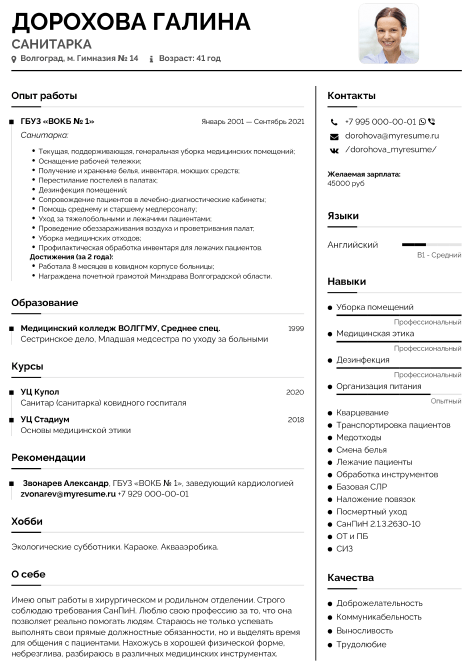 ДОРОХОВА ГАЛИНА
САНИТАРКА
Волгоград, м. Гимназия № 14 Возраст: 41 год
Опыт работы
ГБУЗ «ВОКБ № 1» Январь 2001 — Сентябрь 2021
Санитарка:
Текущая, поддерживающая, генеральная уборка медицинских помещений;
Оснащение рабочей тележки;
Получение и хранение белья, инвентаря, моющих средств;
Перестилание постелей в палатах;
Дезинфекция помещений;
Сопровождение пациентов в лечебно-диагностические кабинеты;
Помощь среднему и старшему медперсоналу;
Уход за тяжелобольными и лежачими пациентами;
Проведение обеззараживания воздуха и проветривания палат;
Уборка медицинских отходов;
Профилактическая обработка инвентаря для лежачих пациентов.
Достижения (за 2 года):
Работала 8 месяцев в ковидном корпусе больницы;
Награждена почетной грамотой Минздрава Волгоградской области.
Образование
Медицинский колледж ВОЛГГМУ, Среднее спец. 1999
Сестринское дело, Младшая медсестра по уходу за больными
Курсы
УЦ Купол 2020
Санитар (санитарка) ковидного госпиталя
УЦ Стадиум 2018
Основы медицинской этики
Рекомендации
Звонарев Александр, ГБУЗ «ВОКБ № 1», заведующий кардиологией
zvonarev@myresume.ru +7 929 000-00-01
Хобби
Экологические субботники. Караоке. Аквааэробика.
О себе
Имею опыт работы в хирургическом и родильном отделении. Строго
соблюдаю требования СанПиН. Люблю свою профессию за то, что она
позволяет реально помогать людям. Стараюсь не только успевать
выполнять свои прямые должностные обязанности, но и выделять время
для общения с пациентами. Нахожусь в хорошей физической форме,
небрезглива, разбираюсь в различных медицинских инструментах.
Контакты
+7 995 000-00-01
dorohova@myresume.ru
/dorohova_myresume/
Желаемая зарплата:
45000 руб
Языки
Английский
B1 - Средний
Навыки
Уборка помещений
Профессиональный
Медицинская этика
Профессиональный
Дезинфекция
Профессиональный
Организация питания
Опытный
Кварцевание
Транспортировка пациентов
Медотходы
Смена белья
Лежачие пациенты
Обработка инструментов
Базовая СЛР
Наложение повязок
Посмертный уход
СанПиН 2.1.3.2630-10
ОТ и ПБ
СИЗ
Качества
Доброжелательность
Коммуникабельность
Выносливость
Трудолюбие